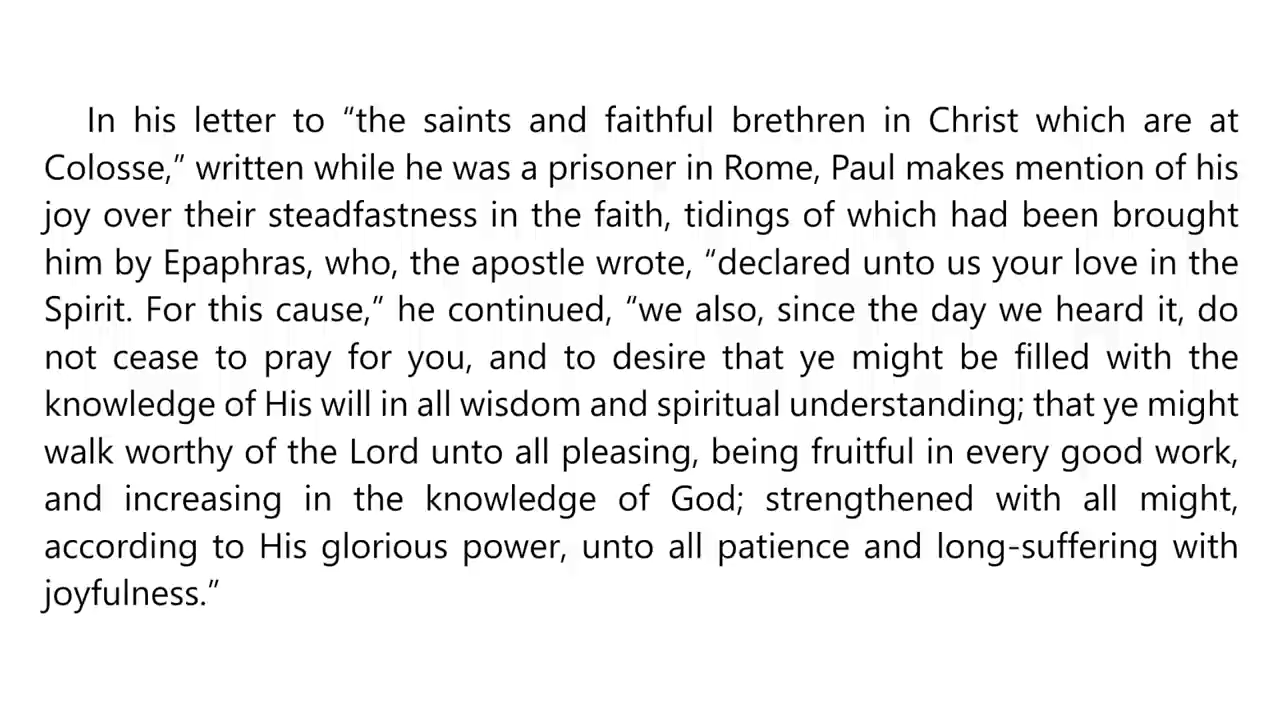 In his letter to “the saints and faithful brethren in Christ which are at
Colosse,” written while he was a prisoner in Rome, Paul makes mention of his
joy over their steadfastness in the faith, tidings of which had been brought
him by Epaphras, who, the apostle wrote, “declared unto us your love in the
Spirit. For this cause,” he continued, “we also, since the day we heard it, do
not cease to pray for you, and to desire that ye might be filled with the
knowledge of His will in all wisdom and spiritual understanding; that ye might
walk worthy of the Lord unto all pleasing, being fruitful in every good work,
and increasing in the knowledge of God; strengthened with all might,
according to His glorious power, unto all patience and long-suffering with
joyfulness.”